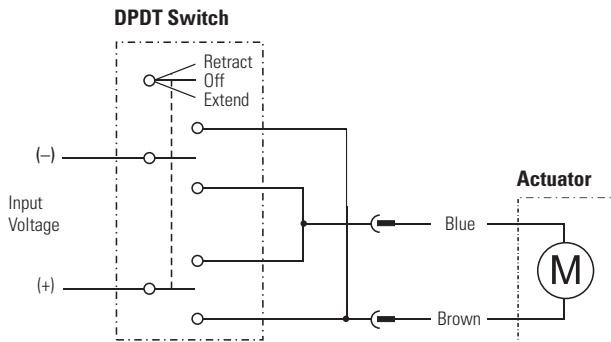 DPDT Switch
Retract
Off
Extend
(–)
Input
Voltage
(+)
Actuator
Blue
M
Brown